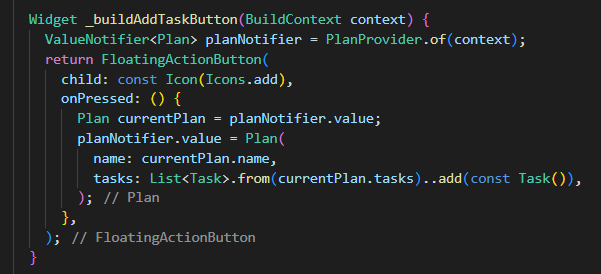 Widget _buildAddTaskButton(BuildContext context) {
  ValueNotifier<Plan> planNotifier = PlanProvider.of(context);
  return FloatingActionButton(
    child: const Icon(Icons.add),
    onPressed: () {
      Plan currentPlan = planNotifier.value;
      planNotifier.value = Plan(
        name: currentPlan.name,
        tasks: List<Task>.from(currentPlan.tasks)..add(const Task()),
      ); // Plan
    },
  ); // FloatingActionButton
}